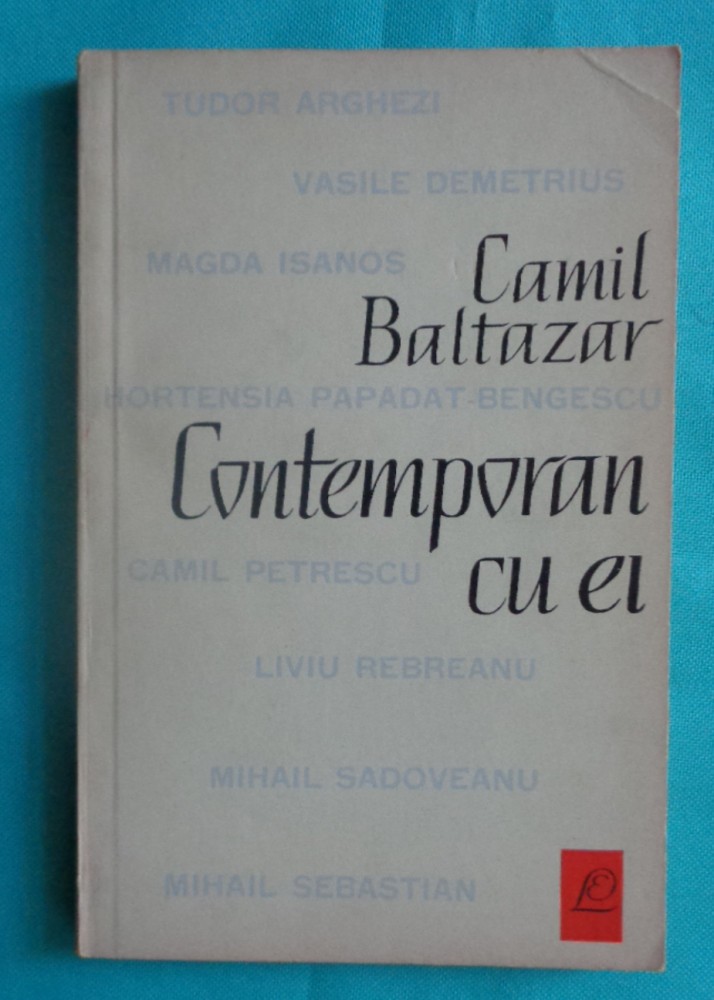 TUDOR ARGHEZI
VASILE DEMETRIUS
MAGDA ISANOS
Camil
Baltazar
HORTENSIA PAPADAT-BENGESCU
Contemporan
cu ei
CAMIL PETRESCU
LIVIU REBREANU
MIHAIL SADOVEANU
MIHAIL SEBASTIAN